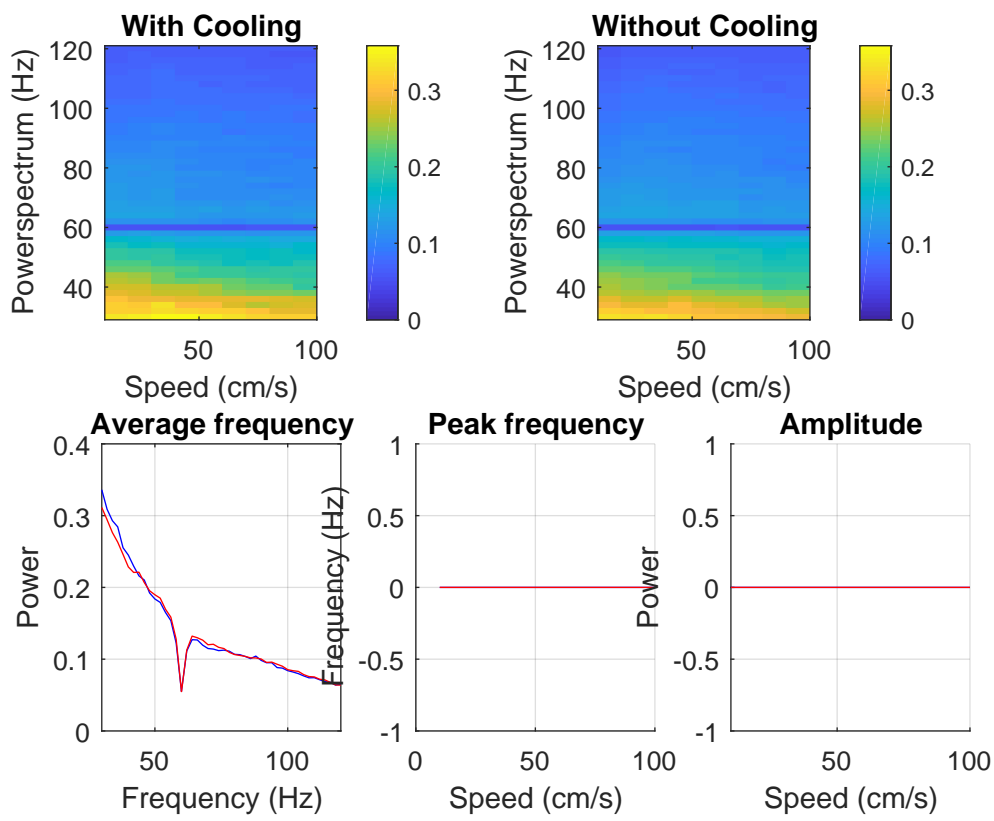 With Cooling
Powerspectrum (Hz)
120
100
80
60
40
50
100
Speed (cm/s)
0.3
0.2
0.1
0
Without Cooling
Powerspectrum (Hz)
120
100
80
60
40
50
100
Speed (cm/s)
0.3
0.2
0.1
0
Average frequency
Power
0.4
0.3
0.2
0.1
0
50
100
Frequency (Hz)
Peak frequency
Frequency (Hz)
1
0.5
0
-0.5
-1
0
50
100
Speed (cm/s)
Amplitude
Power
1
0.5
0
-0.5
-1
50
100
Speed (cm/s)